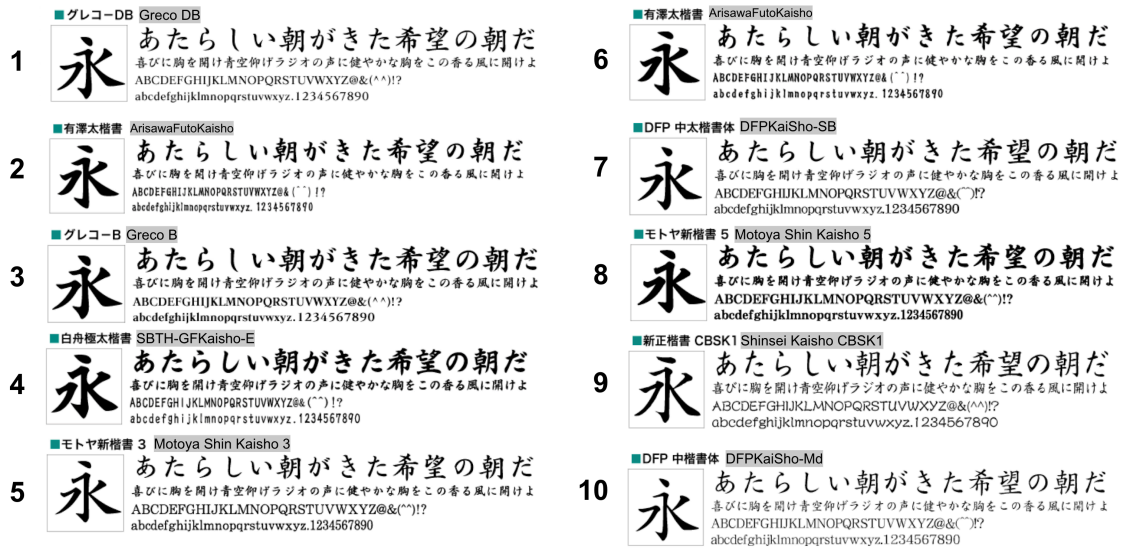 ■グレコーDB Greco DB
1
永
あたらしい朝がきた希望の朝だ
喜びに胸を開け青空仰げラジオの声に健やかな胸をこの香る風に開けよ
ABCDEFGHIJKLMNOPQRSTUVWXYZ@&(^^)!?
abcdefghijklmnopqrstuvwxyz.1234567890
■有澤太楷書 ArisawaFutoKaisho
2
永
あたらしい朝がきた希望の朝だ
喜びに胸を開け青空仰げラジオの声に健やかな胸をこの香る風に開けよ
ABCDEFGHIJKLMNOPQRSTUVWXYZ@&(^^)!?
abcdefghijklmnopqrstuvwxyz.1234567890
■グレコーB Greco B
3
永
あたらしい朝がきた希望の朝だ
喜びに胸を開け青空仰げラジオの声に健やかな胸をこの香る風に開けよ
ABCDEFGHIJKLMNOPQRSTUVWXYZ@&(^^)!?
abcdefghijklmnopqrstuvwxyz.1234567890
■白舟極太楷書 SBTH-GFKaisho-E
4
永
あたらしい朝がきた希望の朝だ
喜びに胸を開け青空仰げラジオの声に健やかな胸をこの香る風に開けよ
ABCDEFGHIJKLMNOPQRSTUVWXYZ@&(^^)!?
abcdefghijklmnopqrstuvwxyz.1234567890
■モトヤ新楷書 3 Motoya Shin Kaisho 3
5
永
あたらしい朝がきた希望の朝だ
喜びに胸を開け青空仰げラジオの声に健やかな胸をこの香る風に開けよ
ABCDEFGHIJKLMNOPQRSTUVWXYZ@&(^^)!?
abcdefghijklmnopqrstuvwxyz.1234567890
■有澤太楷書 ArisawaFutoKaisho
6
永
あたらしい朝がきた希望の朝だ
喜びに胸を開け青空仰げラジオの声に健やかな胸をこの香る風に開けよ
ABCDEFGHIJKLMNOPQRSTUVWXYZ@&(^^)!?
abcdefghijklmnopqrstuvwxyz.1234567890
■DFP 中太楷書体 DFPKaiSho-SB
7
永
あたらしい朝がきた希望の朝だ
喜びに胸を開け青空仰げラジオの声に健やかな胸をこの香る風に開けよ
ABCDEFGHIJKLMNOPQRSTUVWXYZ@&(^^)!?
abcdefghijklmnopqrstuvwxyz.1234567890
■モトヤ新楷書 5 Motoya Shin Kaisho 5
8
永
あたらしい朝がきた希望の朝だ
喜びに胸を開け青空仰げラジオの声に健やかな胸をこの香る風に開けよ
ABCDEFGHIJKLMNOPQRSTUVWXYZ@&(^^)!?
abcdefghijklmnopqrstuvwxyz.1234567890
■新正楷書 CBSK1 Shinsei Kaisho CBSK1
9
永
あたらしい朝がきた希望の朝だ
喜びに胸を開け青空仰げラジオの声に健やかな胸をこの香る風に開けよ
ABCDEFGHIJKLMNOPQRSTUVWXYZ@&(^^)!?
abcdefghijklmnopqrstuvwxyz.1234567890
■DFP 中楷書体 DFPKaiSho-Md
10
永
あたらしい朝がきた希望の朝だ
喜びに胸を開け青空仰げラジオの声に健やかな胸をこの香る風に開けよ
ABCDEFGHIJKLMNOPQRSTUVWXYZ@&(^^)!?
abcdefghijklmnopqrstuvwxyz.1234567890